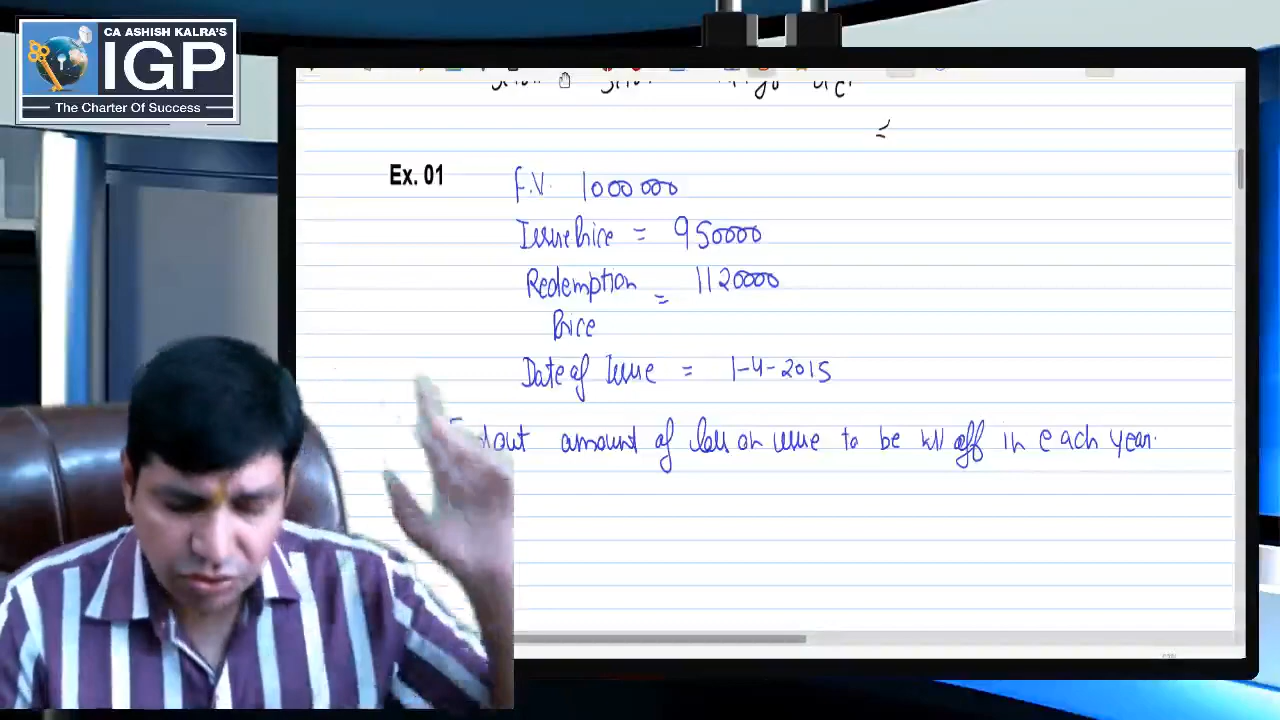 CA ASHISH KALRA'S
IGP
The Charter Of Success
Ex. 01
F.V. 1000000
Issue Price = 950000
Redemption = 1120000
Price
Date of Issue = 1-4-2015
out amount of loss on issue to be w/off in each year.